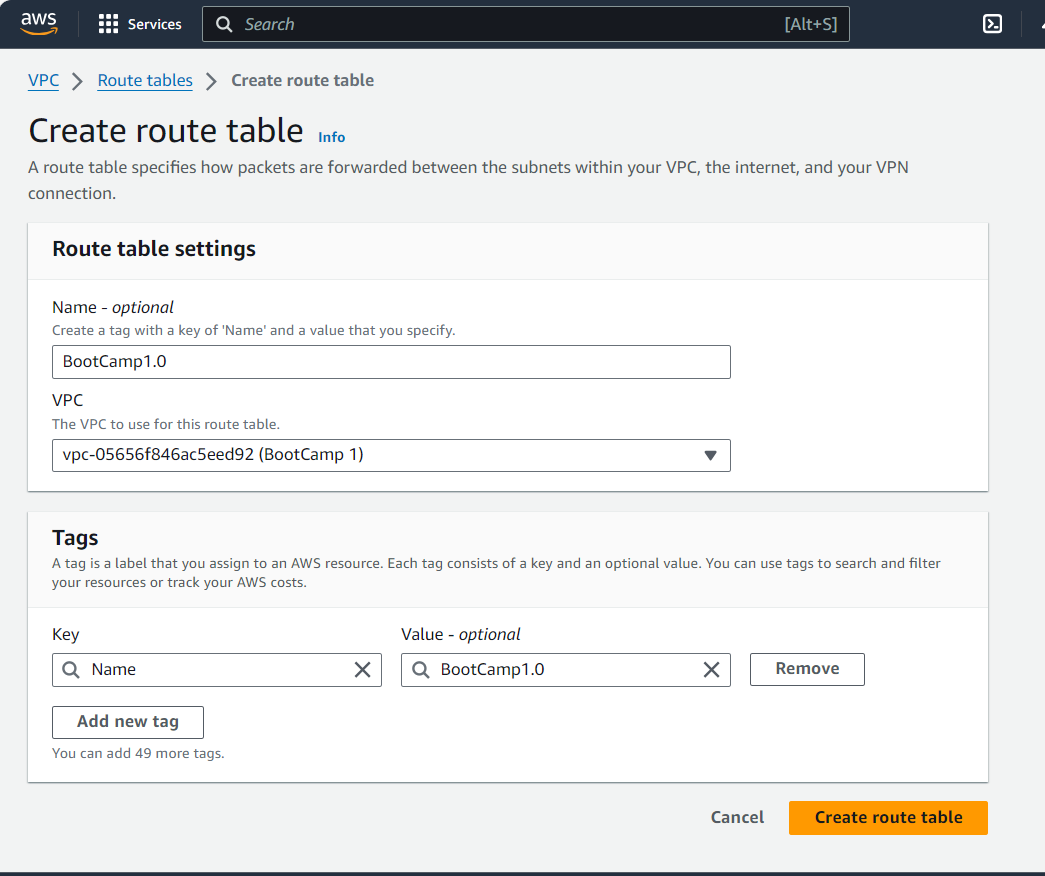 aws
Services
Search
[Alt+S]
VPC
Route tables
Create route table
Create route table
Info
A route table specifies how packets are forwarded between the subnets within your VPC, the internet, and your VPN
connection.
Route table settings
Name - optional
Create a tag with a key of 'Name' and a value that you specify.
BootCamp1.0
VPC
The VPC to use for this route table.
vpc-05656f846ac5eed92 (BootCamp 1)
Tags
A tag is a label that you assign to an AWS resource. Each tag consists of a key and an optional value. You can use tags to search and filter
your resources or track your AWS costs.
Key
Value - optional
Name
BootCamp1.0
Remove
Add new tag
You can add 49 more tags.
Cancel
Create route table